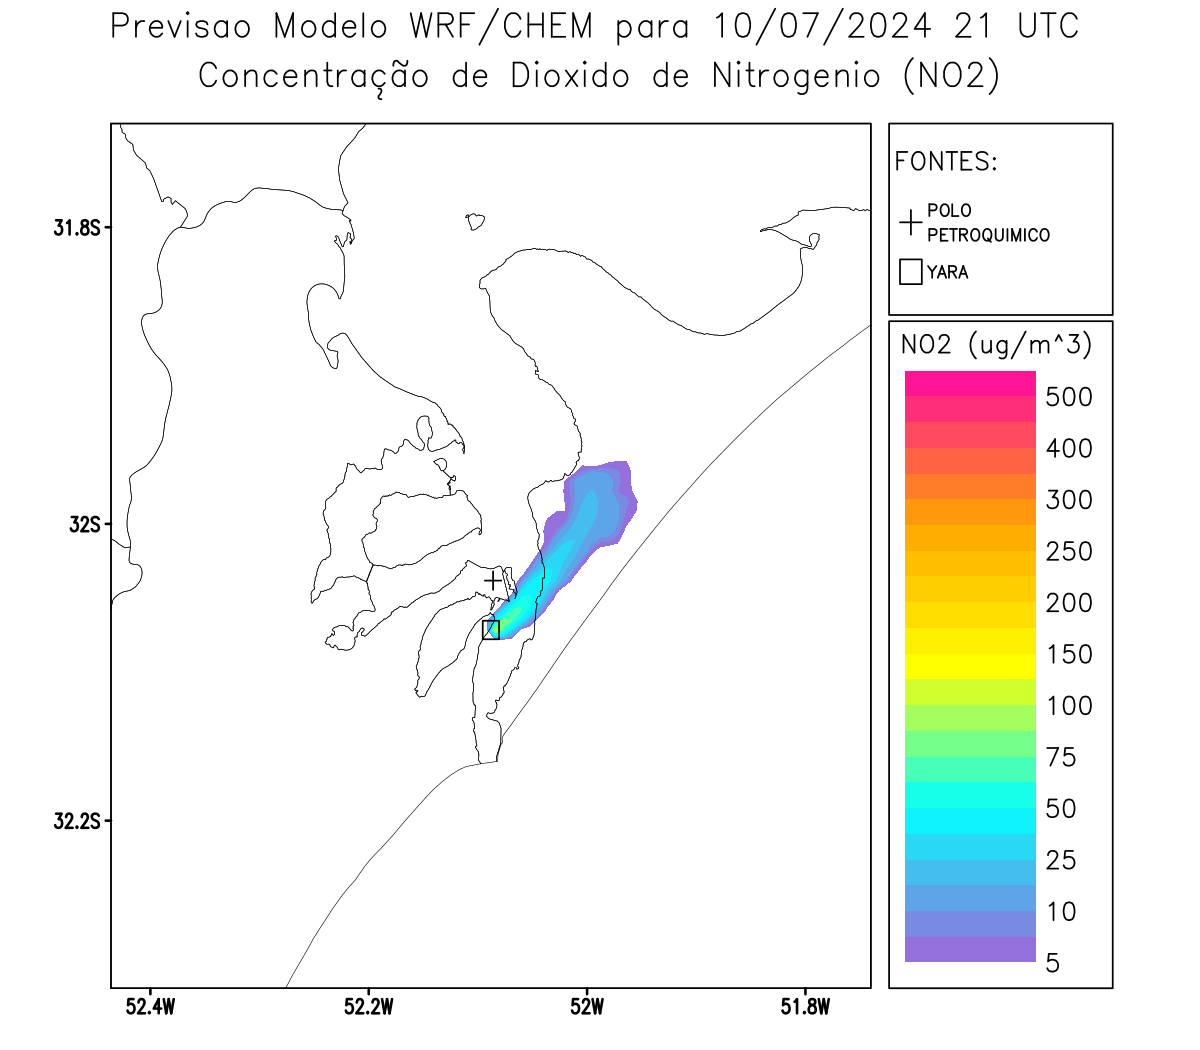 Previsao Modelo WRF/CHEM para 10/07/2024 21 UTC
Concentração de Dioxido de Nitrogenio (NO2)
FONTES:
POLO
PETROQUIMICO
YARA
31.8S
32S
32.2S
52.4W
52.2W
52W
51.8W
NO2 (ug/m^3)
500
400
300
250
200
150
100
75
50
25
10
5